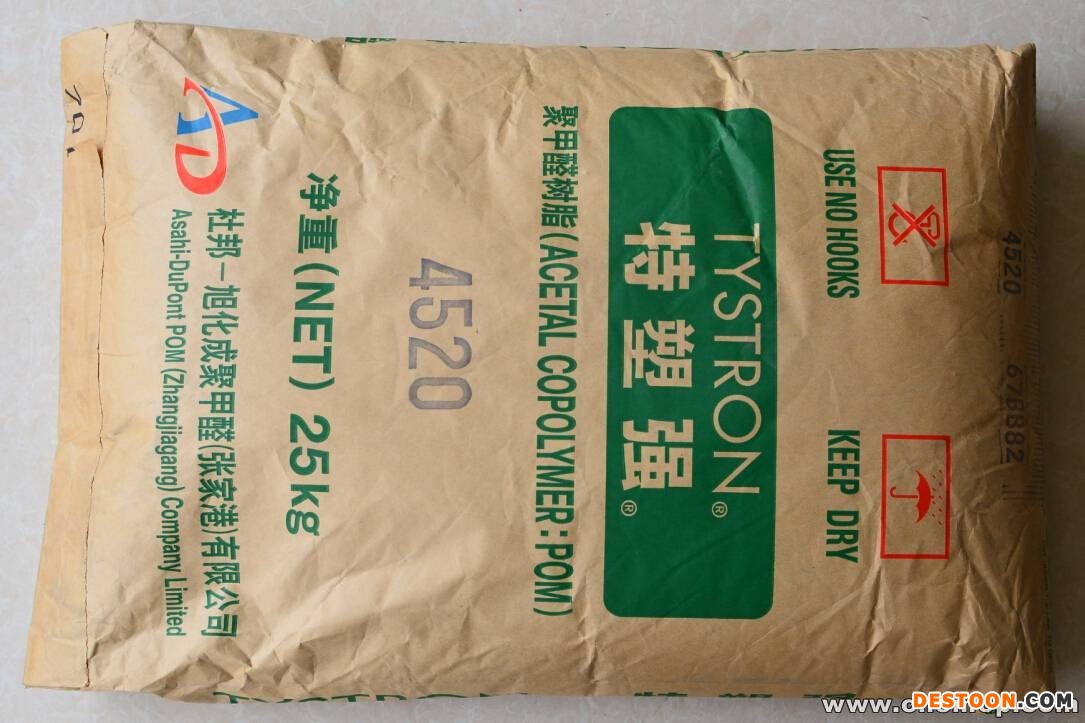 USE NO HOOKS
KEEP DRY
TYSTRON®
特塑强®
聚甲醛树脂(ACETAL COPOLYMER:POM)
4520
净重(NET) 25kg
AD
杜邦－旭化成聚甲醛(张家港)有限公司
Asahi-DuPont POM (Zhangjiagang) Company Limited
4520
67B882
DESTOON.COM